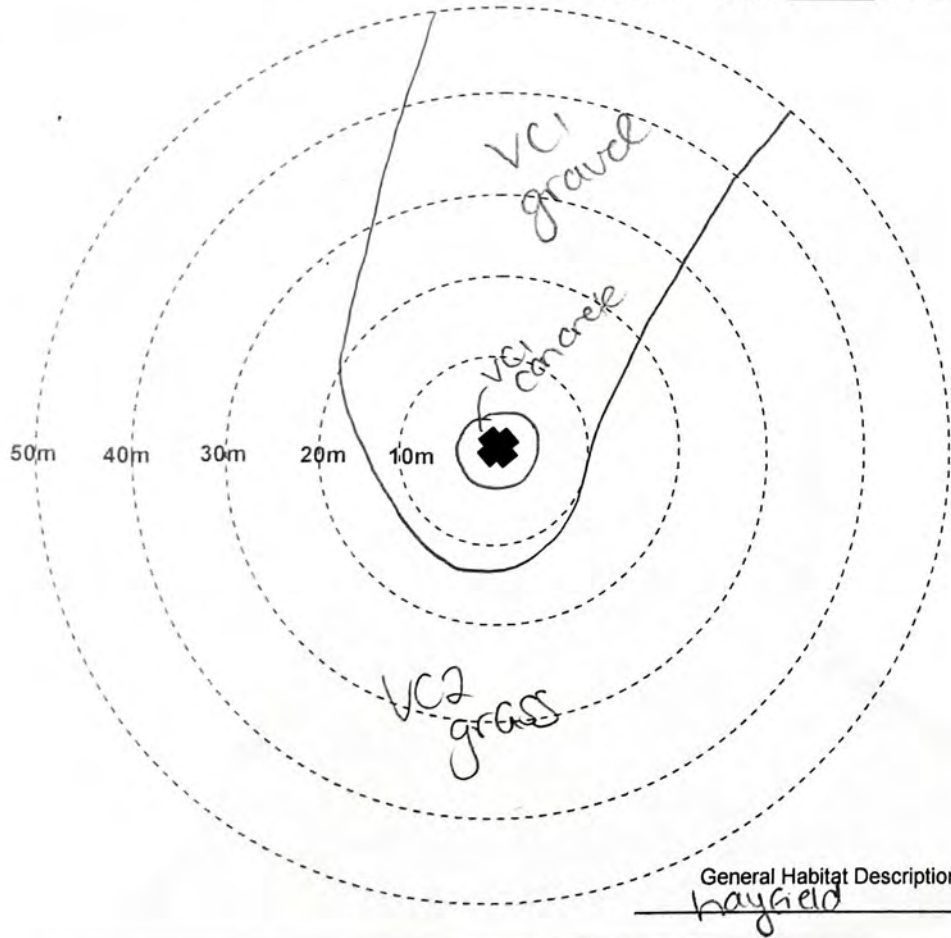 VC1
gravel
VC1
concrete
50m 40m 30m 20m 10m
VC2
grass
General Habitat Description
hayfield